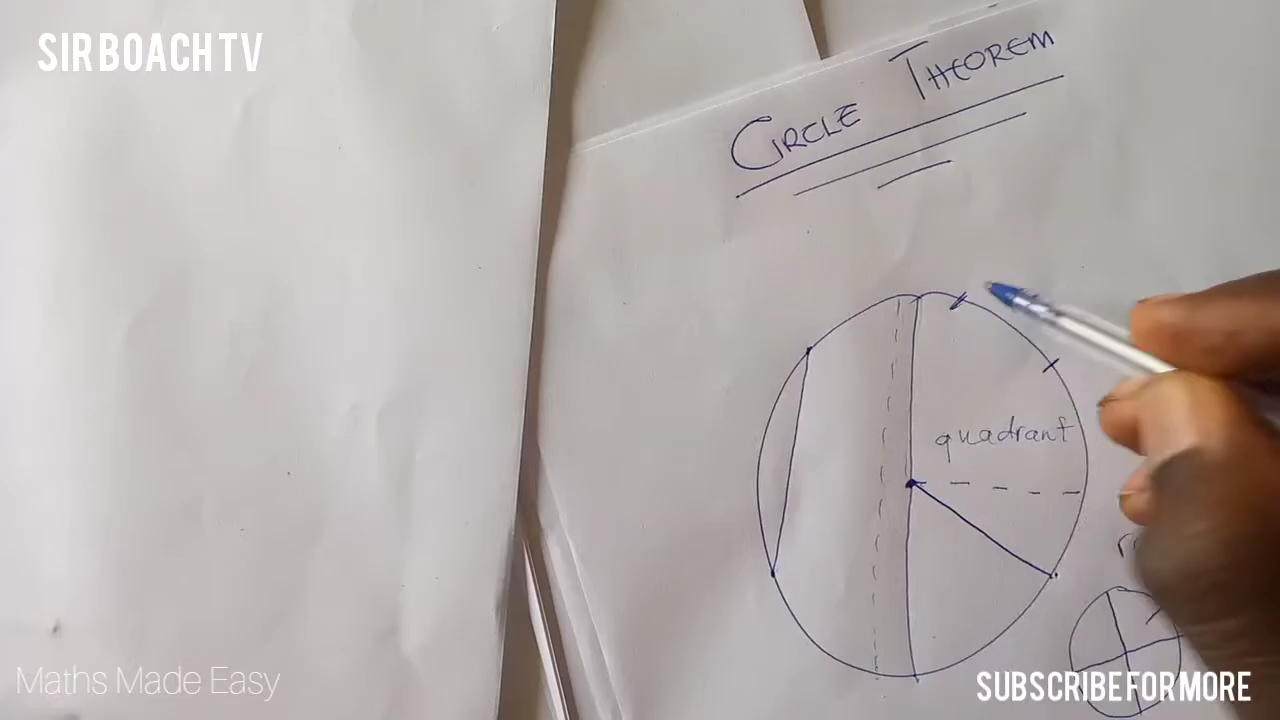 SIR BOACH TV
CIRCLE THEOREM
quadrant
Maths Made Easy
SUBSCRIBE FOR MORE